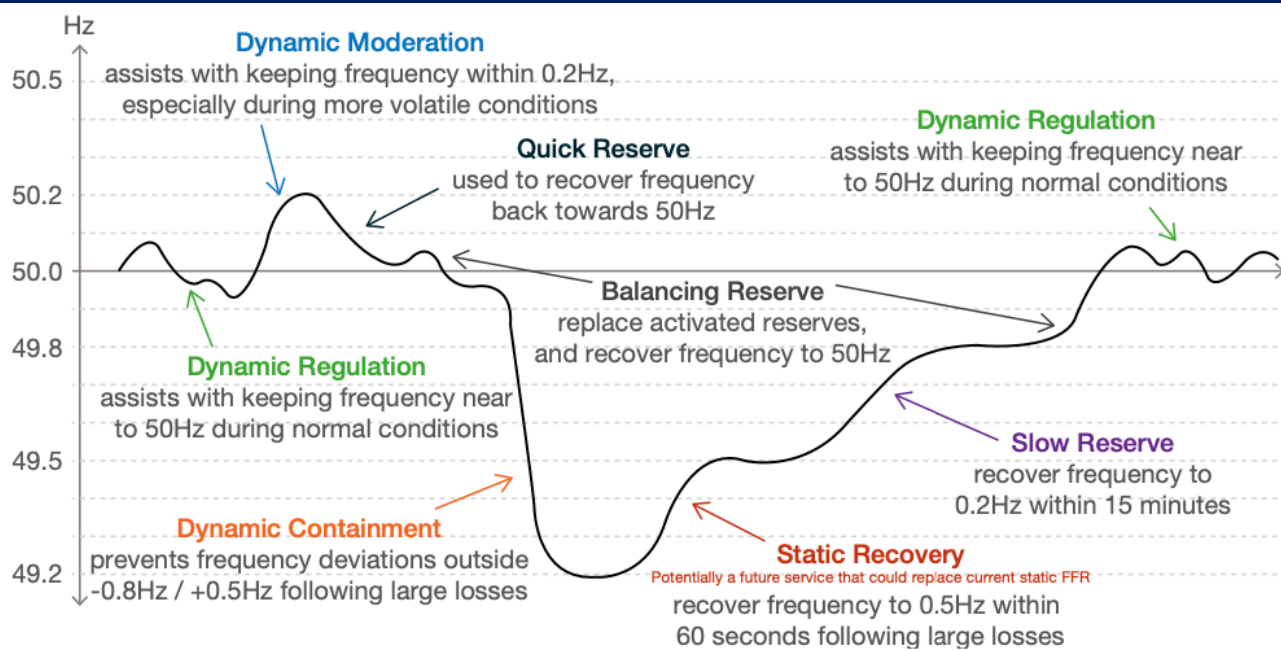 Hz
50.5
50.2
50.0
49.8
49.5
49.2
Dynamic Moderation
assists with keeping frequency within 0.2Hz,
especially during more volatile conditions
Quick Reserve
used to recover frequency
back towards 50Hz
Dynamic Regulation
assists with keeping frequency near
to 50Hz during normal conditions
Balancing Reserve
replace activated reserves,
and recover frequency to 50Hz
Dynamic Regulation
assists with keeping frequency near
to 50Hz during normal conditions
Slow Reserve
recover frequency to
0.2Hz within 15 minutes
Dynamic Containment
prevents frequency deviations outside
-0.8Hz / +0.5Hz following large losses
Static Recovery
Potentially a future service that could replace current static FFR
recover frequency to 0.5Hz within
60 seconds following large losses